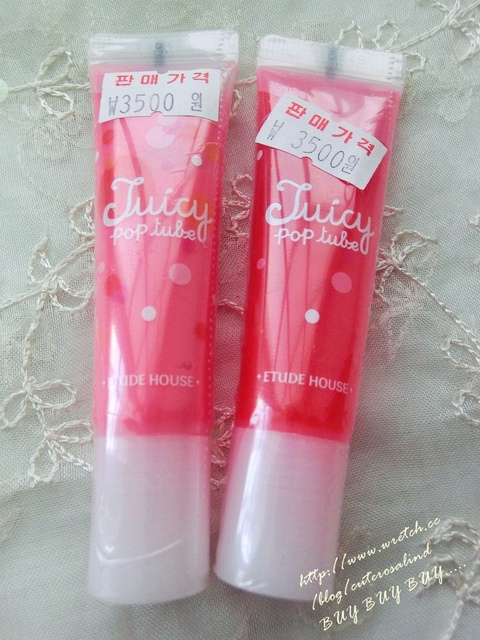 판매가격
₩3500 원
Juicy
pop tube
ETUDE HOUSE
판매가격
₩3500원
Juicy
pop tube
ETUDE HOUSE
http://www.wretch.cc
/blog/cutcrosalind
BUY BUY BUY.....